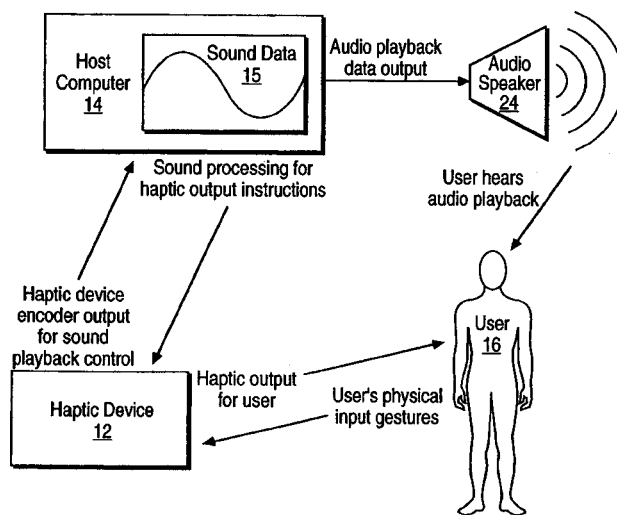 Host
Computer
14
Sound Data
15
Audio playback
data output
Audio
Speaker
24
Sound processing for
haptic output instructions
User hears
audio playback
Haptic device
encoder output
for sound
playback control
User
16
Haptic output
for user
User's physical
input gestures
Haptic Device
12